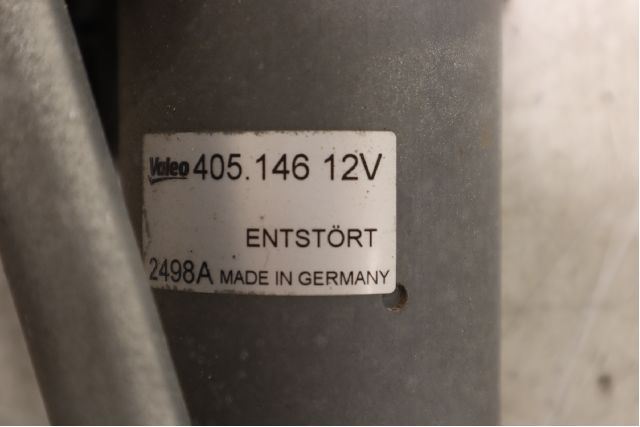 Valeo 405.146 12V
ENTSTÖRT
2498A MADE IN GERMANY